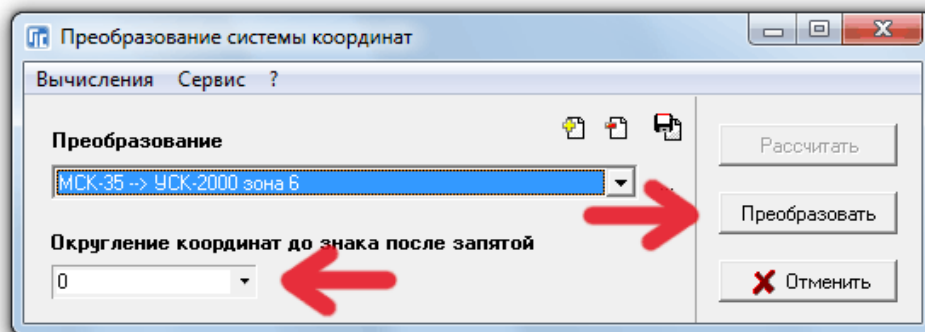 Преобразование системы координат
Вычисления Сервис ?
Преобразование
Рассчитать
МСК-35 --> УСК-2000 зона 6
...
Преобразовать
Округление координат до знака после запятой
0
Отменить